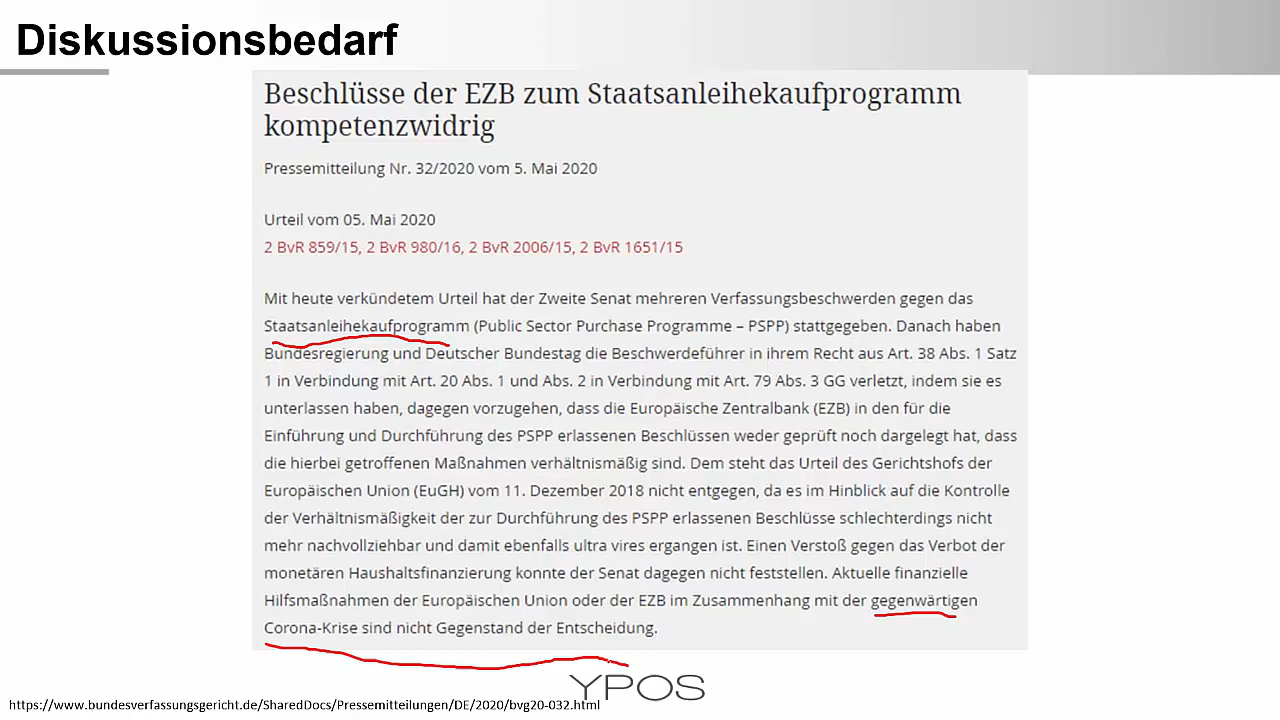 Diskussionsbedarf
Beschlüsse der EZB zum Staatsanleihekaufprogramm
kompetenzwidrig
Pressemitteilung Nr. 32/2020 vom 5. Mai 2020
Urteil vom 05. Mai 2020
2 BvR 859/15, 2 BvR 980/16, 2 BvR 2006/15, 2 BvR 1651/15
Mit heute verkündetem Urteil hat der Zweite Senat mehreren Verfassungsbeschwerden gegen das
Staatsanleihekaufprogramm (Public Sector Purchase Programme – PSPP) stattgegeben. Danach haben
Bundesregierung und Deutscher Bundestag die Beschwerdeführer in ihrem Recht aus Art. 38 Abs. 1 Satz
1 in Verbindung mit Art. 20 Abs. 1 und Abs. 2 in Verbindung mit Art. 79 Abs. 3 GG verletzt, indem sie es
unterlassen haben, dagegen vorzugehen, dass die Europäische Zentralbank (EZB) in den für die
Einführung und Durchführung des PSPP erlassenen Beschlüssen weder geprüft noch dargelegt hat, dass
die hierbei getroffenen Maßnahmen verhältnismäßig sind. Dem steht das Urteil des Gerichtshofs der
Europäischen Union (EuGH) vom 11. Dezember 2018 nicht entgegen, da es im Hinblick auf die Kontrolle
der Verhältnismäßigkeit der zur Durchführung des PSPP erlassenen Beschlüsse schlechterdings nicht
mehr nachvollziehbar und damit ebenfalls ultra vires ergangen ist. Einen Verstoß gegen das Verbot der
monetären Haushaltsfinanzierung konnte der Senat dagegen nicht feststellen. Aktuelle finanzielle
Hilfsmaßnahmen der Europäischen Union oder der EZB im Zusammenhang mit der gegenwärtigen
Corona-Krise sind nicht Gegenstand der Entscheidung.
YPOS
https://www.bundesverfassungsgericht.de/SharedDocs/Pressemitteilungen/DE/2020/bvg20-032.html